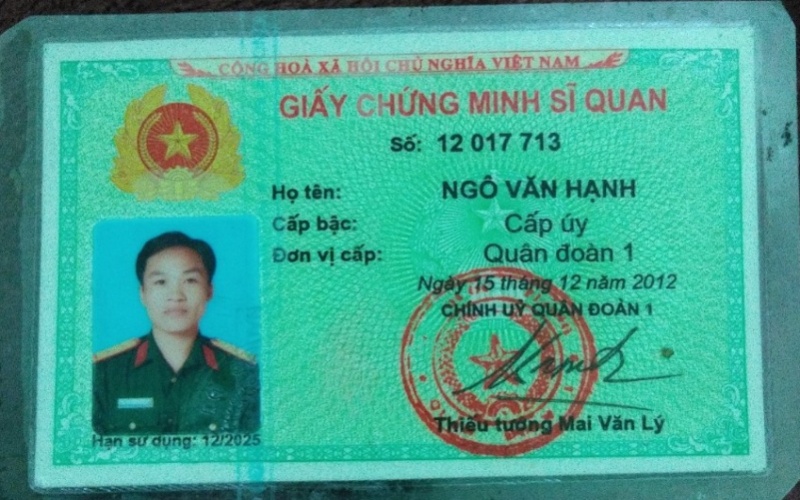 CỘNG HOÀ XÃ HỘI CHỦ NGHĨA VIỆT NAM
GIẤY CHỨNG MINH SĨ QUAN
Số: 12 017 713
Họ tên: NGÔ VĂN HẠNH
Cấp bậc: Cấp úy
Đơn vị cấp: Quân đoàn 1
Ngày 15 tháng 12 năm 2012
CHÍNH UỶ QUÂN ĐOÀN 1
Thiếu tướng Mai Văn Lý
Hạn sử dụng: 12/2025